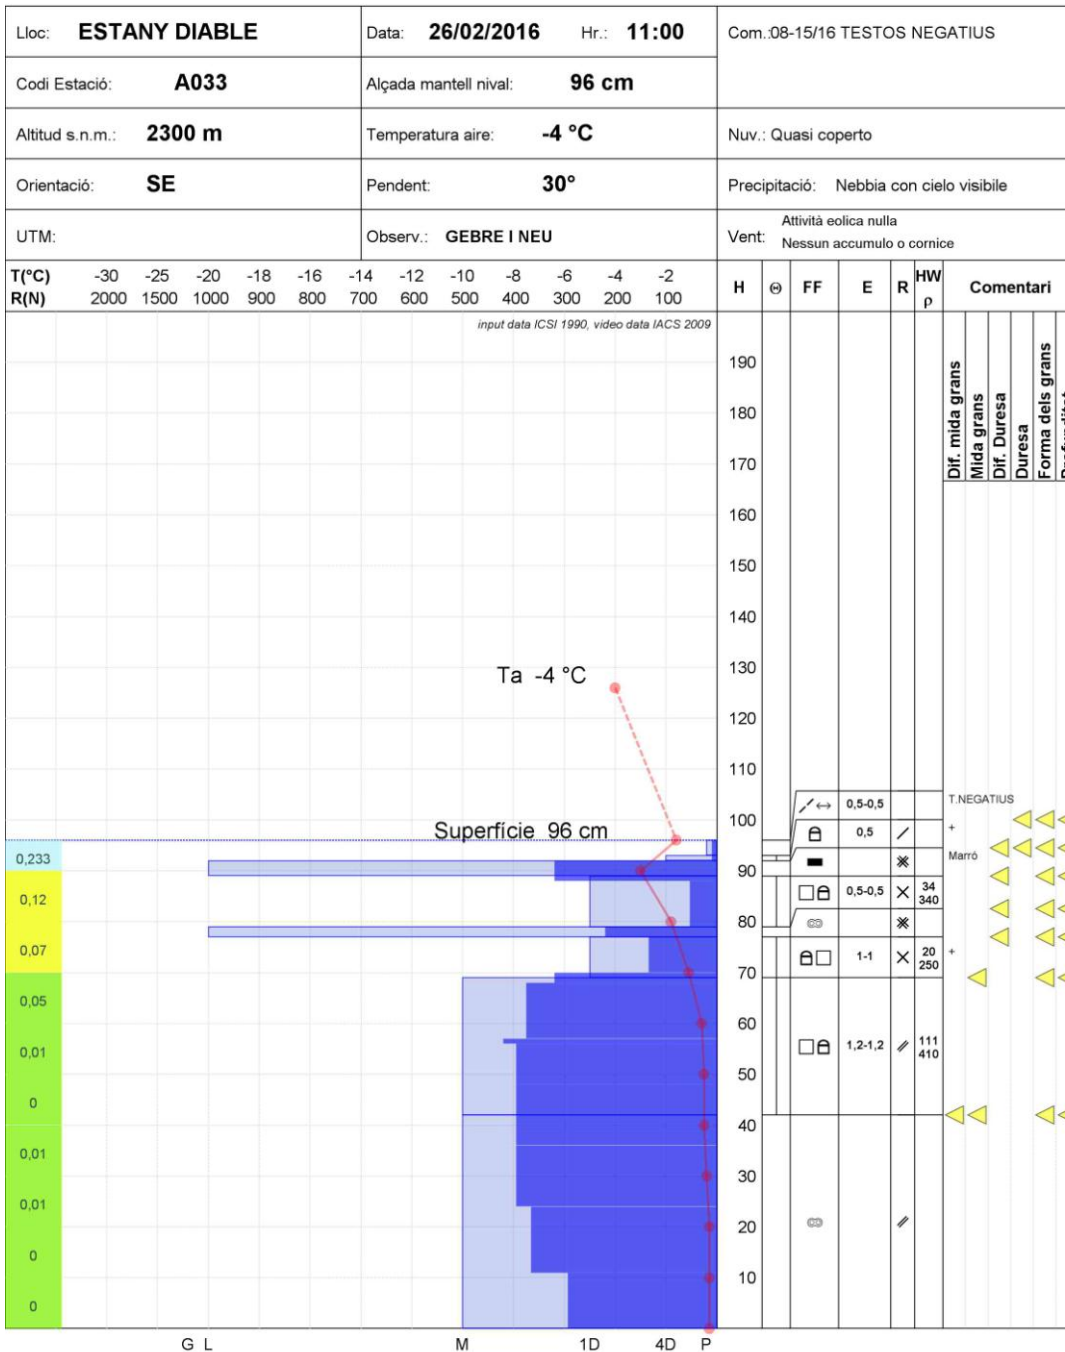 Lloc: ESTANY DIABLE Data: 26/02/2016 Hr.: 11:00 Com.:08-15/16 TESTOS NEGATIUS
Codi Estació: A033 Alçada mantell nival: 96 cm
Altitud s.n.m.: 2300 m Temperatura aire: -4 °C Nuv.: Quasi coperto
Orientació: SE Pendent: 30° Precipitació: Nebbia con cielo visibile
UTM: Observ.: GEBRE I NEU Vent: Attività eolica nulla
Nessun accumulo o cornice
T(°C) -30 -25 -20 -18 -16 -14 -12 -10 -8 -6 -4 -2
R(N) 2000 1500 1000 900 800 700 600 500 400 300 200 100
H Θ FF E R HW ρ Comentari
input data ICSI 1990, video data IACS 2009
Dif. mida grans
Mida grans
Dif. Duresa
Duresa
Forma dels grans
190
180
170
160
150
140
130
Ta -4 °C
120
110
0,5-0,5 T.NEGATIUS
100
Superfície 96 cm
0,5 +
0,233
Marró
90
0,12 0,5-0,5 34
340
80
0,07 1-1 20 +
250
70
0,05
60
0,01 1,2-1,2 111
410
50
0
40
0,01
30
0,01
20
0
10
0
G L M 1D 4D P